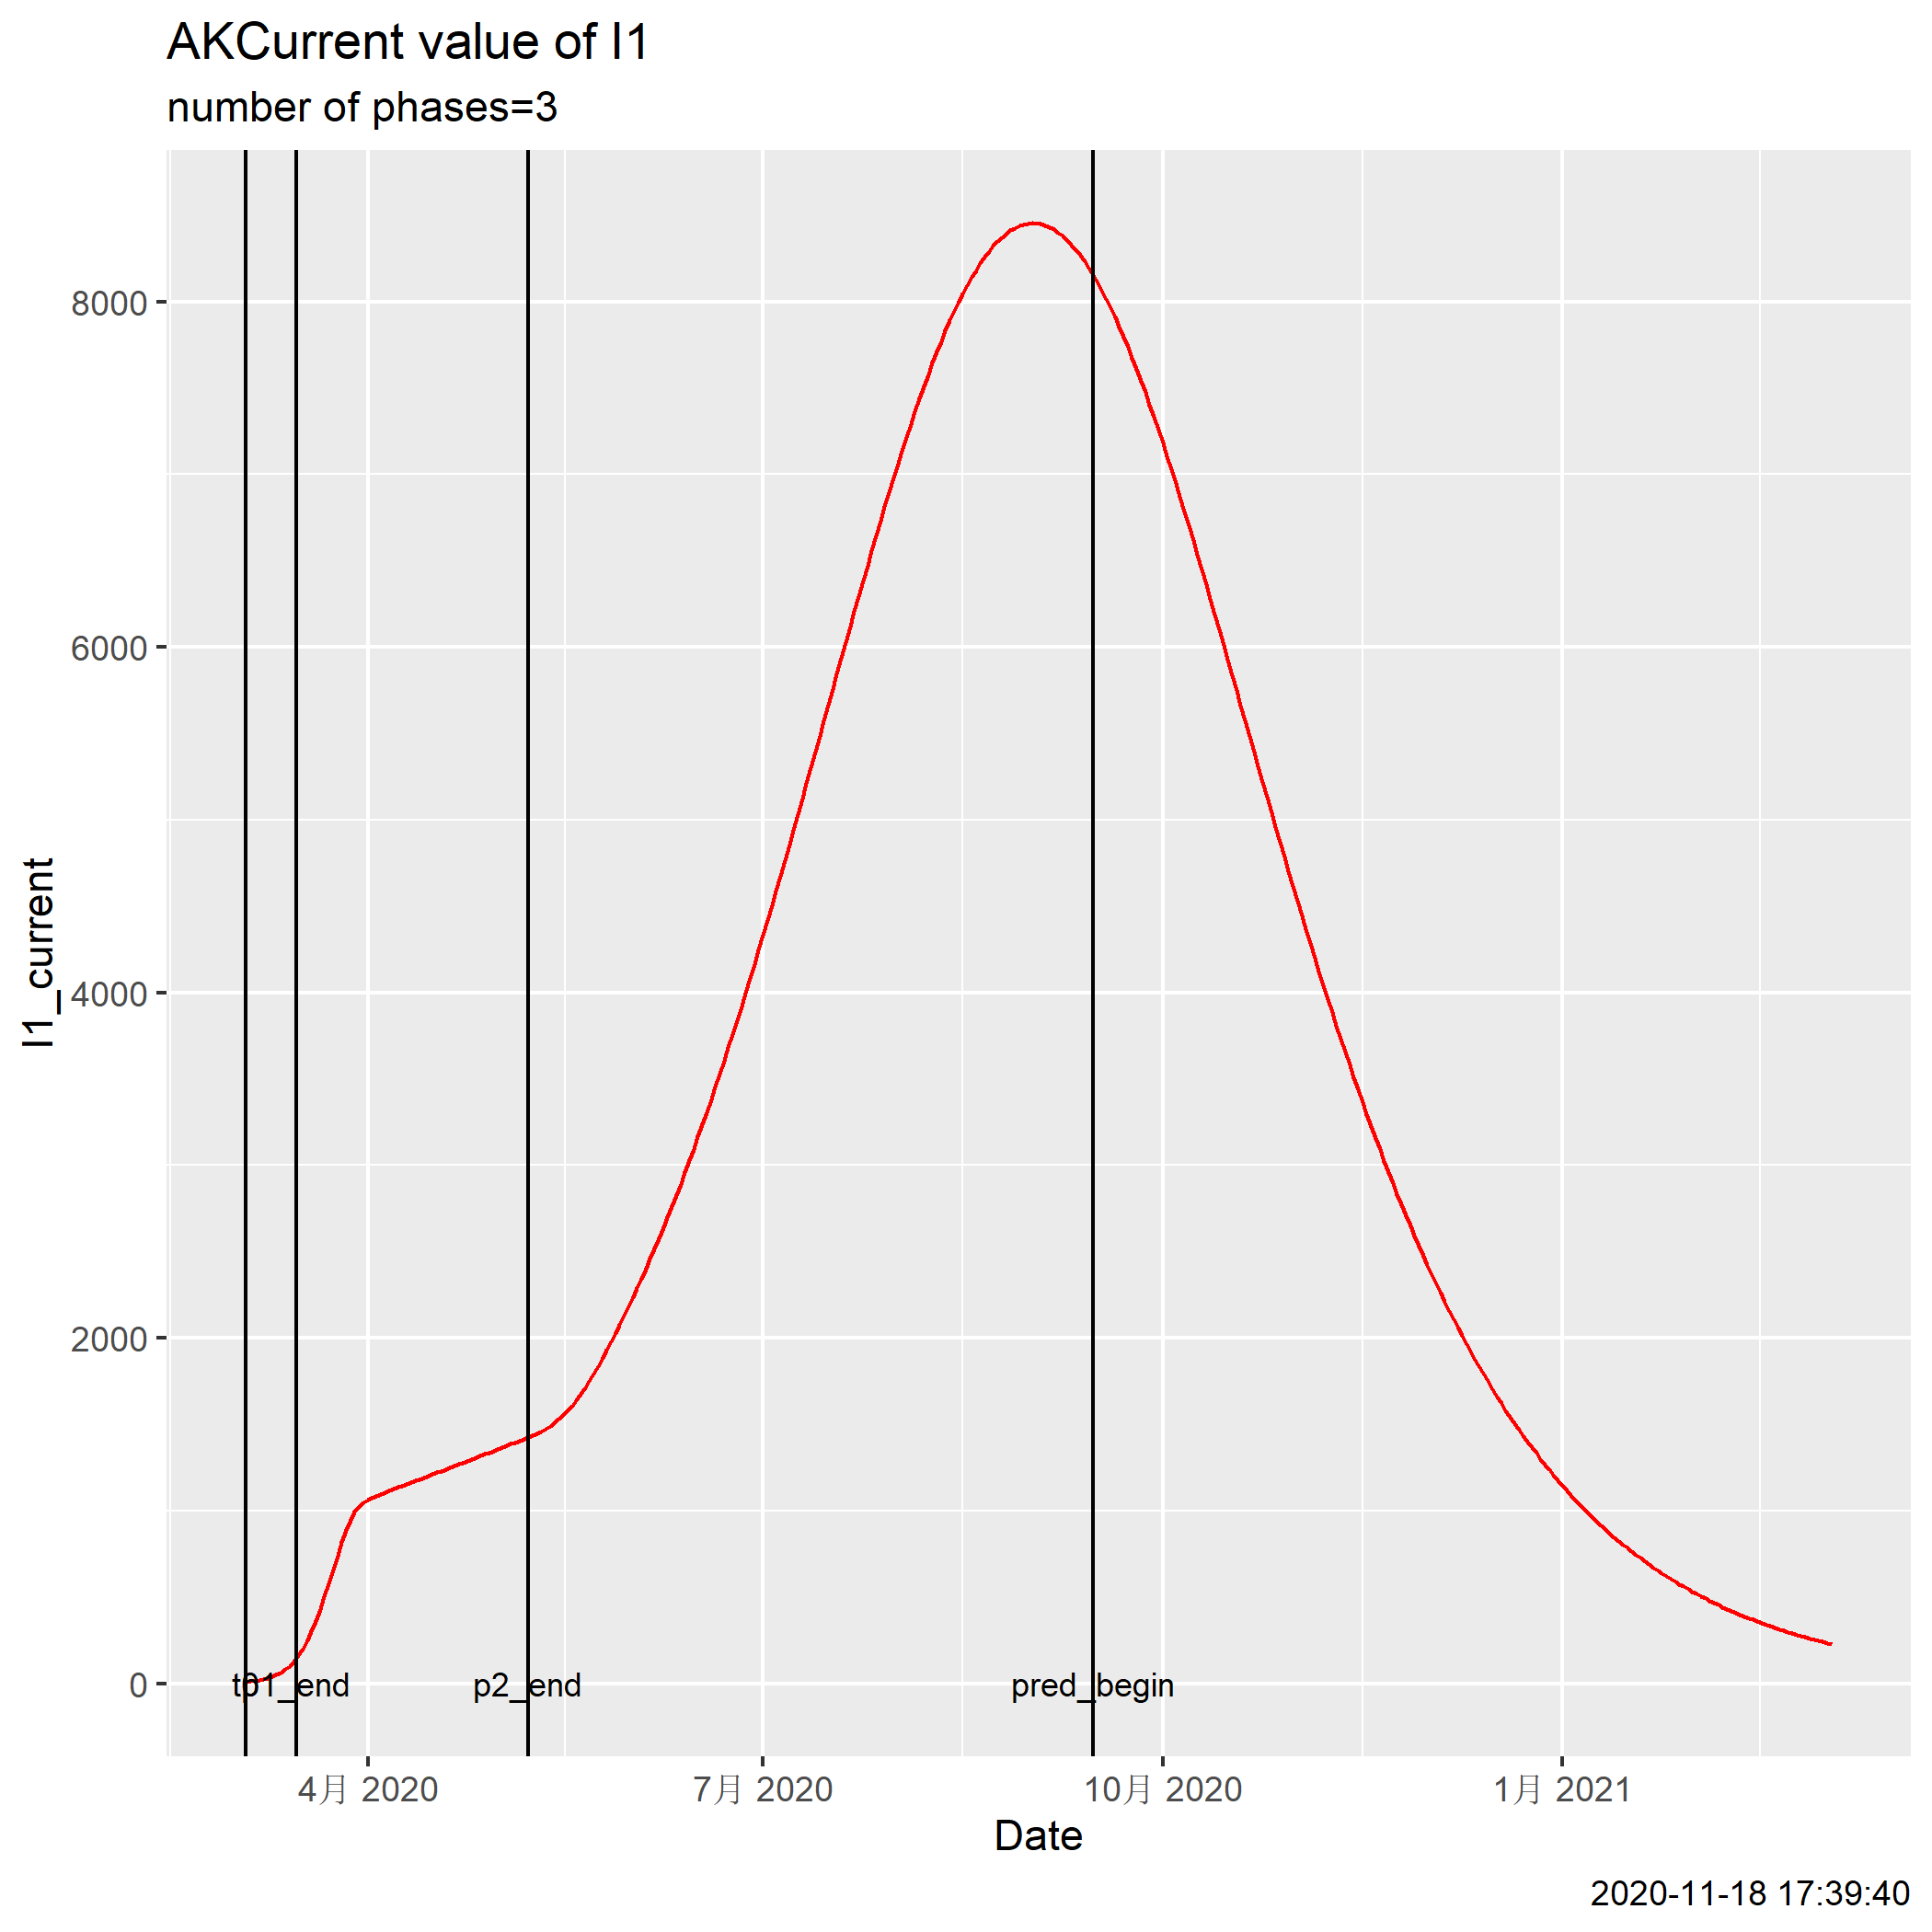 AKCurrent value of I1
number of phases=3
I1_current
8000
6000
4000
2000
0
p1_end
p2_end
pred_begin
4月 2020
7月 2020
10月 2020
1月 2021
Date
2020-11-18 17:39:40